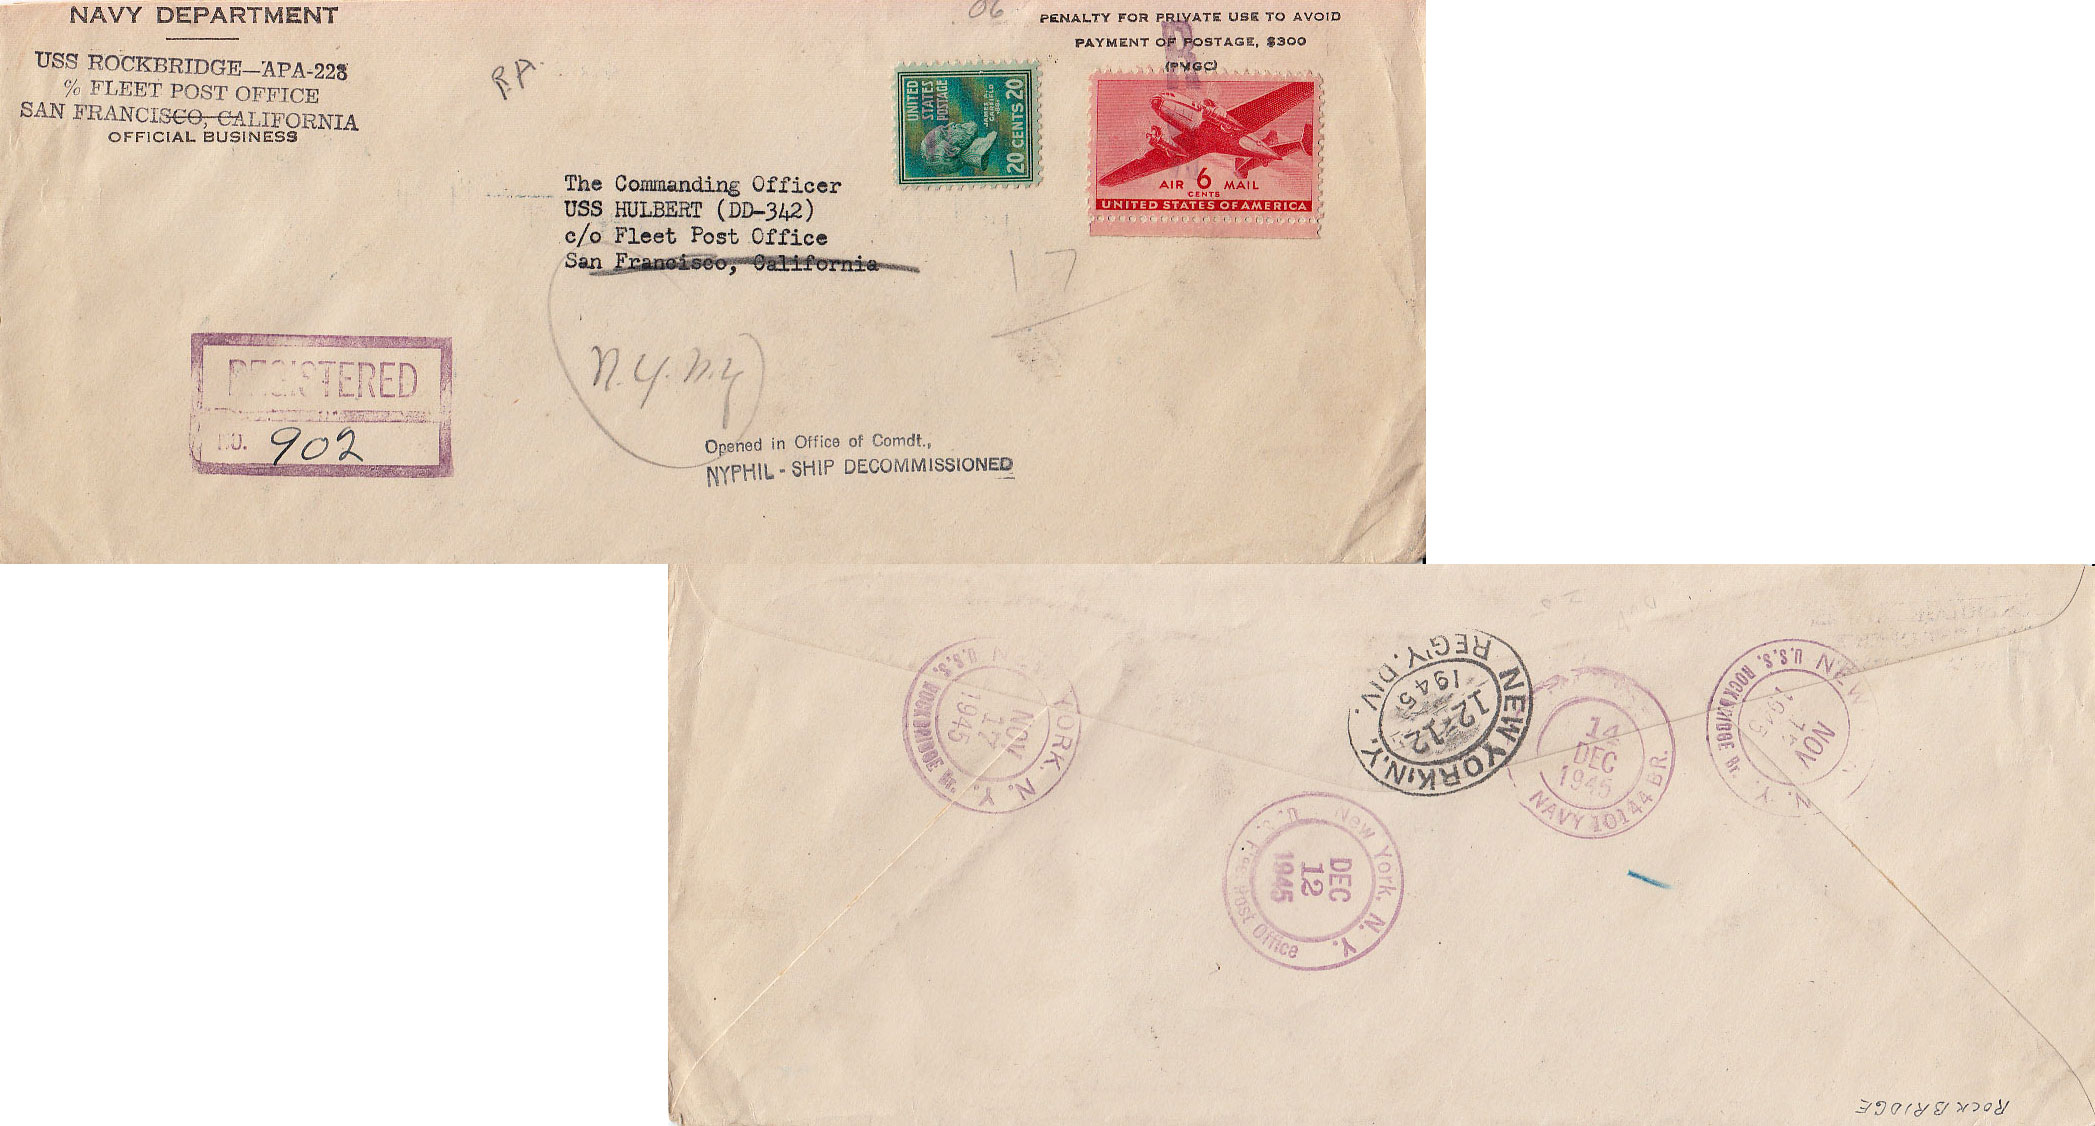 NAVY DEPARTMENT
USS ROCKBRIDGE—APA-228
% FLEET POST OFFICE
SAN FRANCISCO, CALIFORNIA
OFFICIAL BUSINESS
R.A.
06
PENALTY FOR PRIVATE USE TO AVOID
PAYMENT OF POSTAGE, $300
(PMGC)
UNITED
STATES
POSTAGE
JAMES A.
GARFIELD
20 CENTS 20
AIR 6 MAIL
CENTS
UNITED STATES OF AMERICA
The Commanding Officer
USS HULBERT (DD-342)
c/o Fleet Post Office
San Francisco, California
17
N.Y. N.Y
REGISTERED
NO. 902
Opened in Office of Comdt.,
NYPHIL - SHIP DECOMMISSIONED
U.S.S. ROCKBRIDGE Br.
YORK, N. Y.
NOV
17
1945
NEW YORK, N.Y.
REG'Y. DIV.
12-12
1945
14
DEC
1945
NAVY 10144 BR.
U.S.S. ROCKBRIDGE Br.
NEW
N. Y.
NOV
1945
New York, N. Y.
U. S. Fleet Post Office
DEC
12
1945
ROCKBRIDGE